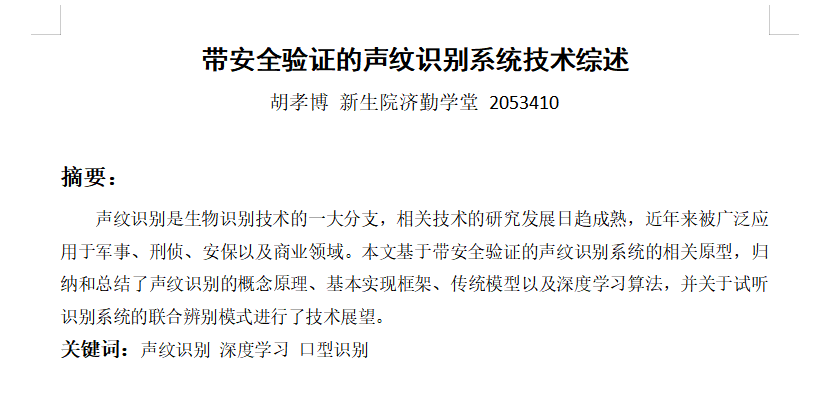 带安全验证的声纹识别系统技术综述
胡孝博 新生院济勤学堂 2053410
摘要：
声纹识别是生物识别技术的一大分支，相关技术的研究发展日趋成熟，近年来被广泛应
用于军事、刑侦、安保以及商业领域。本文基于带安全验证的声纹识别系统的相关原型，归
纳和总结了声纹识别的概念原理、基本实现框架、传统模型以及深度学习算法，并关于试听
识别系统的联合辨别模式进行了技术展望。
关键词：声纹识别 深度学习 口型识别